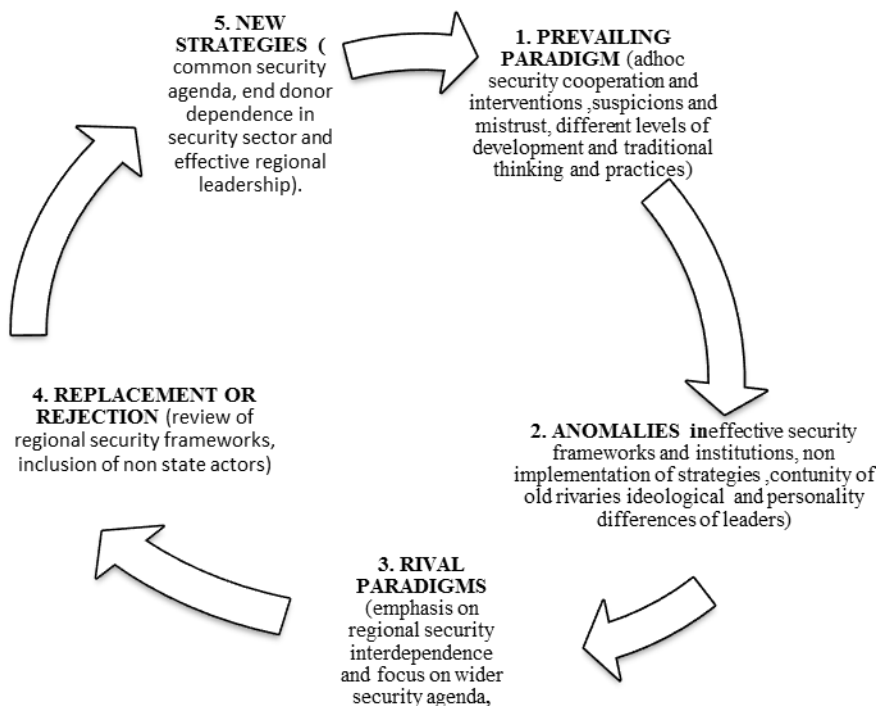 1. PREVAILING
PARADIGM (adhoc
security cooperation and
interventions ,suspicions and
mistrust, different levels of
development and traditional
thinking and practices)
2. ANOMALIES ineffective security
frameworks and institutions, non
implementation of strategies ,contunity of
old rivaries ideological and personality
differences of leaders)
3. RIVAL
PARADIGMS
(emphasis on
regional security
interdependence
and focus on wider
security agenda,
4. REPLACEMENT OR
REJECTION (review of
regional security frameworks,
inclusion of non state actors)
5. NEW
STRATEGIES (
common security
agenda, end donor
dependence in
security sector and
effective regional
leadership).